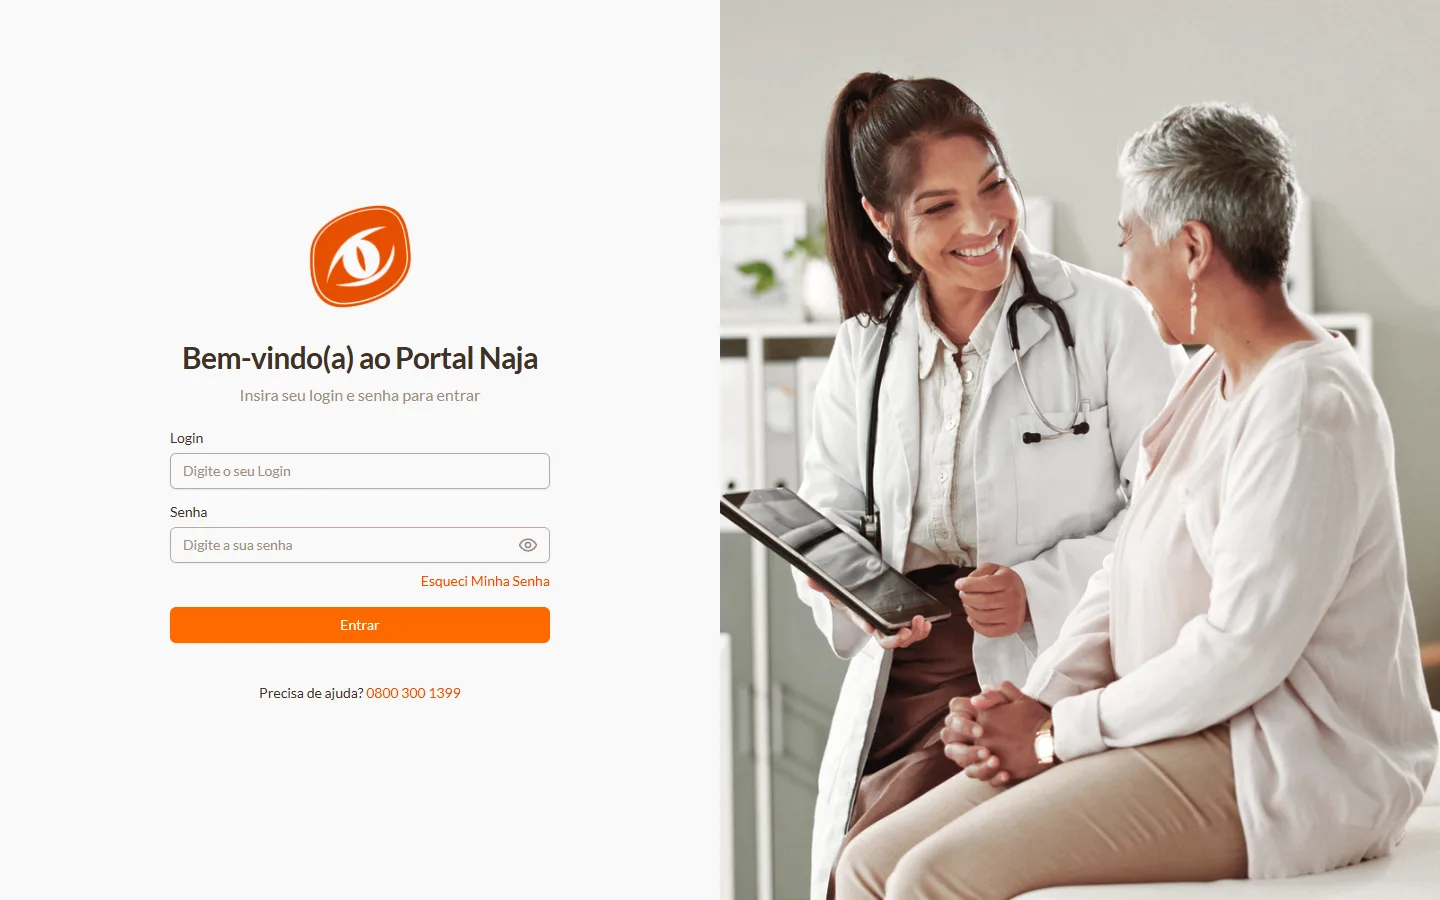 Bem-vindo(a) ao Portal Naja
Insira seu login e senha para entrar
Login
Digite o seu Login
Senha
Digite a sua senha
Esqueci Minha Senha
Entrar
Precisa de ajuda? 0800 300 1399